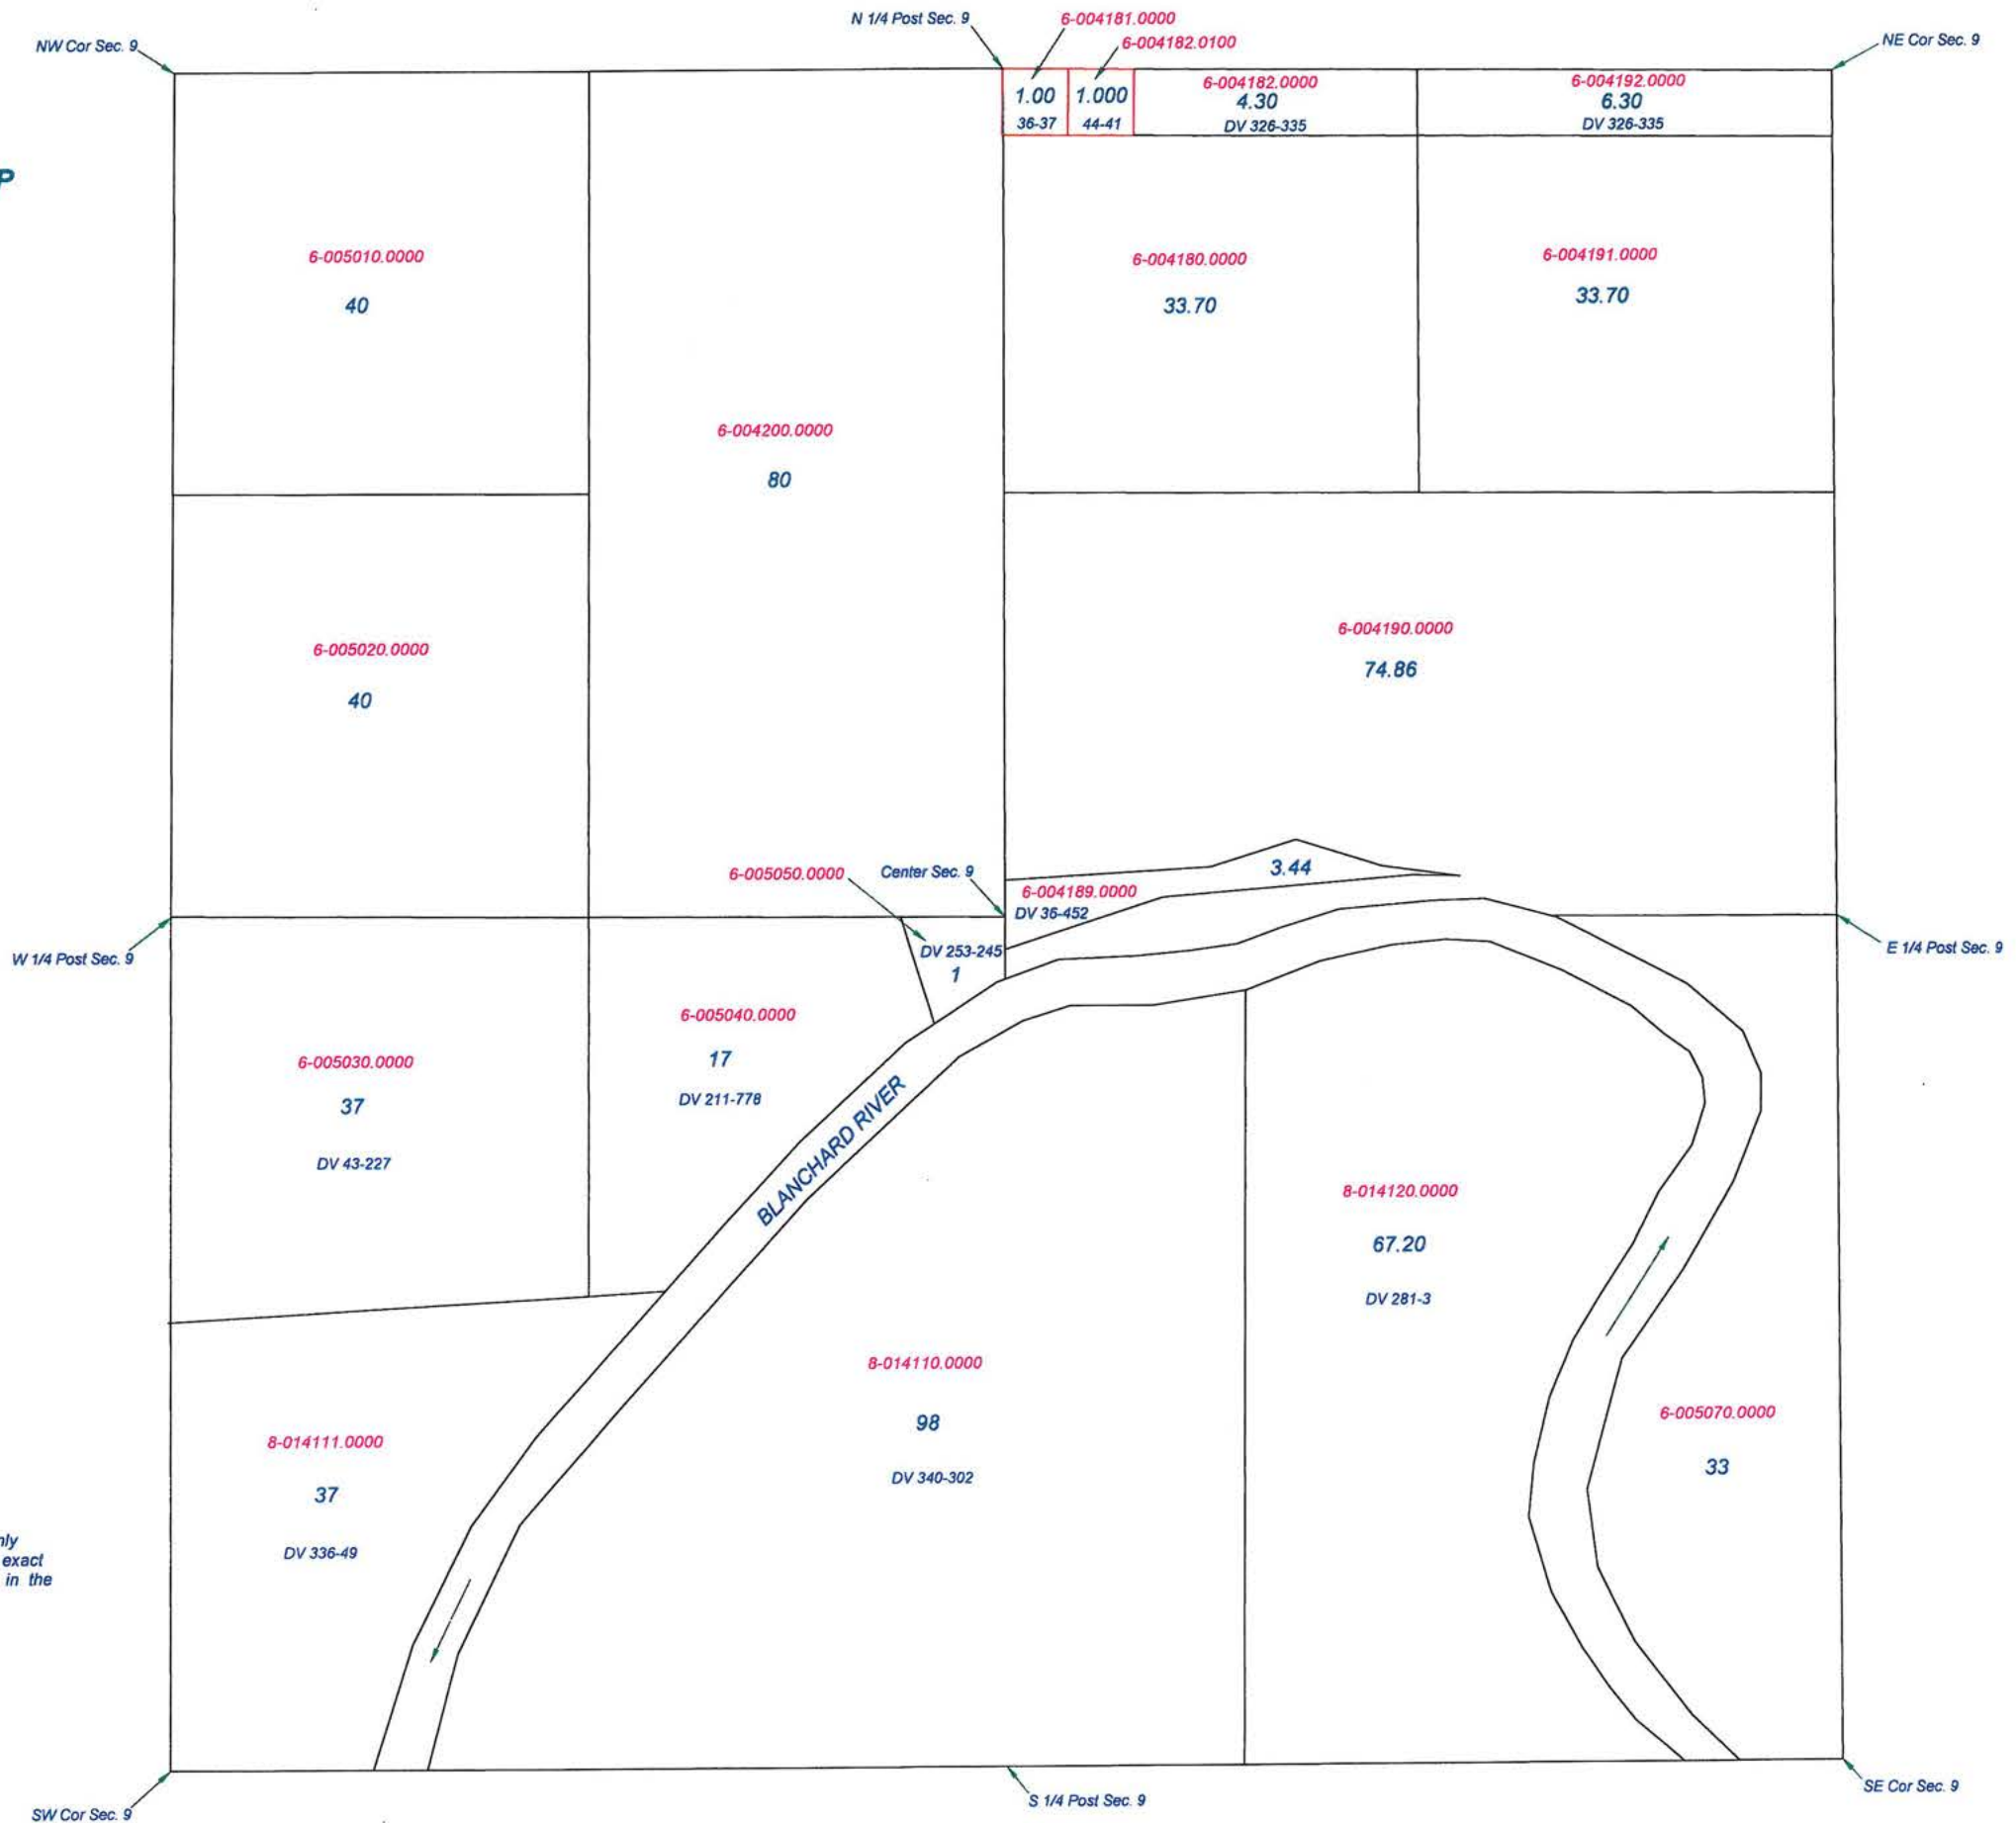 N 1/4 Post Sec. 9
6-004181.0000
6-004182.0100
NW Cor Sec. 9
NE Cor Sec. 9
1.00
36-37
1.000
44-41
6-004182.0000
4.30
DV 326-335
6-004192.0000
6.30
DV 326-335
P
6-005010.0000
40
6-004180.0000
33.70
6-004191.0000
33.70
6-004200.0000
80
6-005020.0000
40
6-004190.0000
74.86
6-005050.0000
Center Sec. 9
3.44
6-004189.0000
DV 36-452
W 1/4 Post Sec. 9
DV 253-245
1
E 1/4 Post Sec. 9
6-005030.0000
37
DV 43-227
6-005040.0000
17
DV 211-778
BLANCHARD RIVER
8-014120.0000
67.20
DV 281-3
8-014110.0000
98
DV 340-302
6-005070.0000
33
8-014111.0000
37
DV 336-49
nly
exact
in the
SW Cor Sec. 9
S 1/4 Post Sec. 9
SE Cor Sec. 9